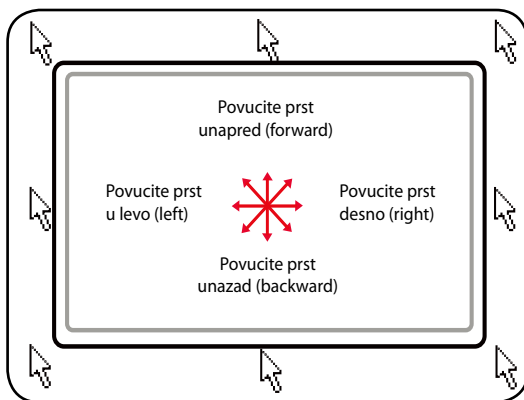 Povucite prst
unapred (forward)
Povucite prst
u levo (left)
Povucite prst
desno (right)
Povucite prst
unazad (backward)